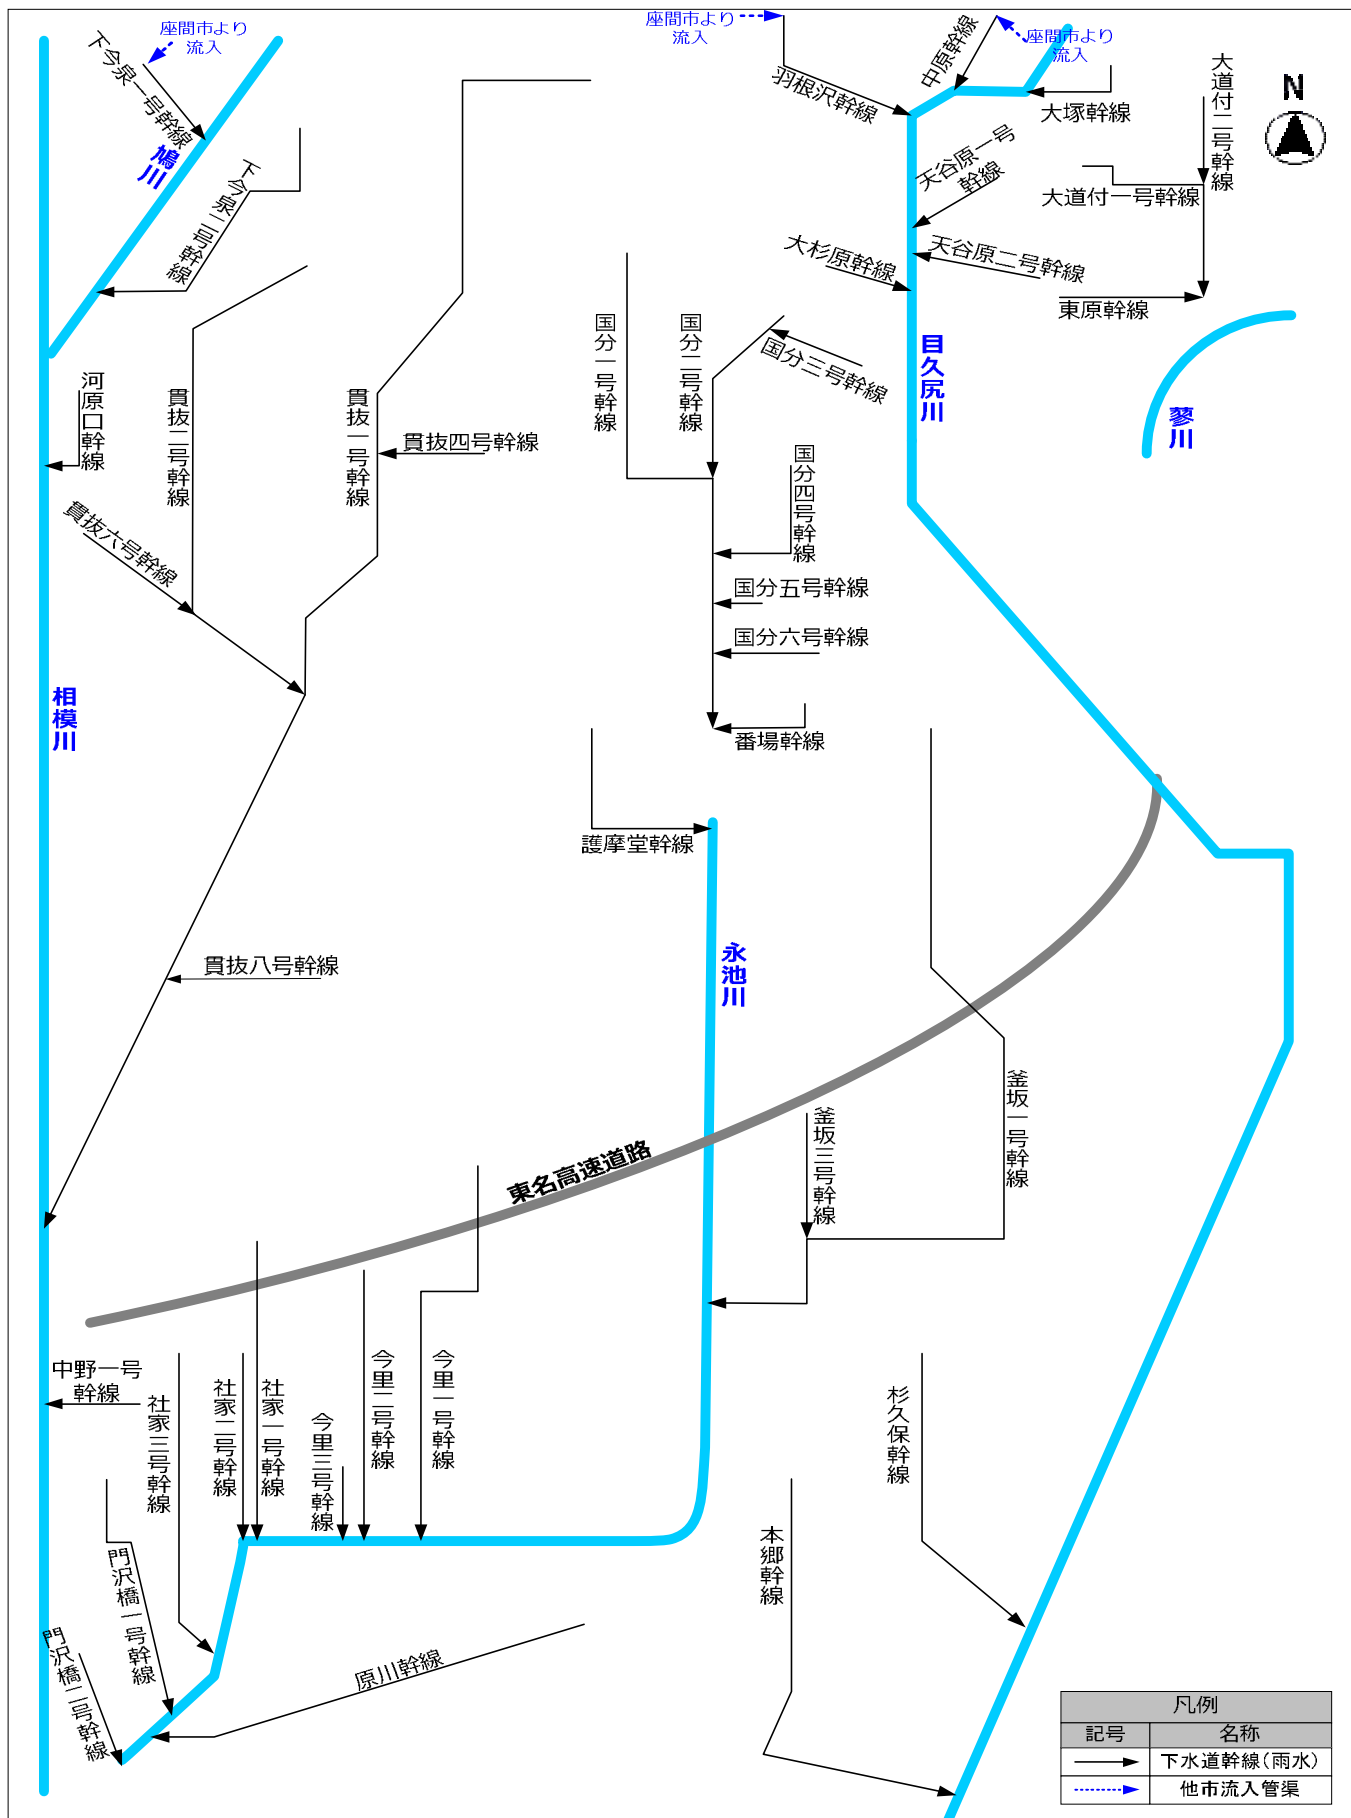 座間市より
流入
座間市より
流入
座間市より
流入
N
下今泉一号幹線
鳩川
下今泉二号幹線
羽根沢幹線
中原幹線
大塚幹線
大道付二号幹線
天谷原一号
幹線
大道付一号幹線
大杉原幹線
天谷原二号幹線
東原幹線
目久尻川
蓼川
河原口幹線
貫抜二号幹線
貫抜一号幹線
貫抜四号幹線
国分一号幹線
国分二号幹線
国分三号幹線
国分四号幹線
貫抜六号幹線
国分五号幹線
国分六号幹線
番場幹線
相模川
護摩堂幹線
貫抜八号幹線
永池川
東名高速道路
釜坂三号幹線
釜坂一号幹線
中野一号
幹線
社家三号幹線
社家二号幹線
社家一号幹線
今里三号幹線
今里二号幹線
今里一号幹線
杉久保幹線
本郷幹線
門沢橋一号幹線
門沢橋二号幹線
原川幹線
凡例
記号 名称
下水道幹線(雨水)
他市流入管渠